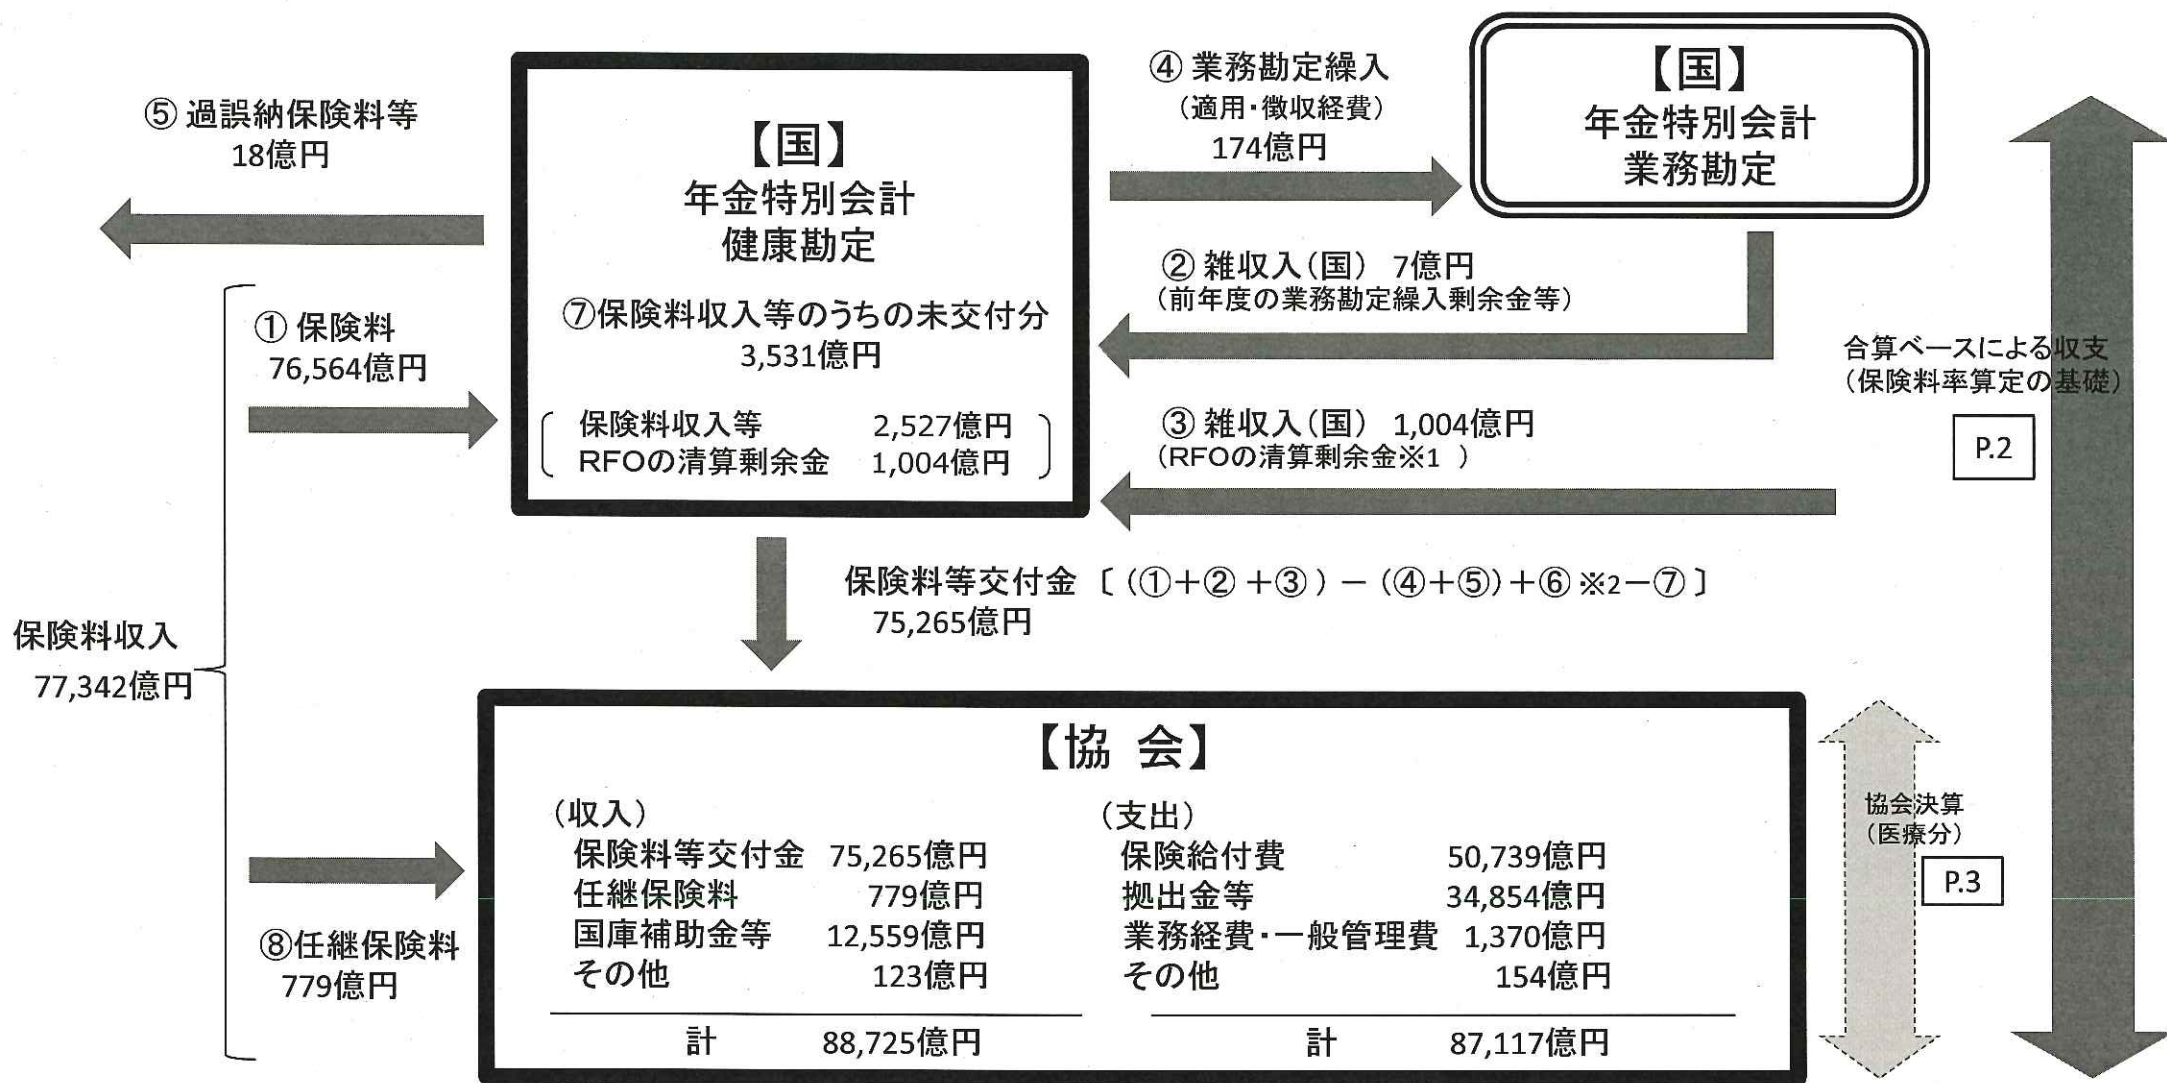 ⑤ 過誤納保険料等
18億円
① 保険料
76,564億円
保険料収入
77,342億円
⑧任継保険料
779億円
【国】
年金特別会計
健康勘定
⑦保険料収入等のうちの未交付分
3,531億円
保険料収入等 2,527億円
RFOの清算剰余金 1,004億円
④ 業務勘定繰入
(適用・徴収経費)
174億円
【国】
年金特別会計
業務勘定
② 雑収入(国) 7億円
(前年度の業務勘定繰入剰余金等)
③ 雑収入(国) 1,004億円
(RFOの清算剰余金※1 )
合算ベースによる収支
(保険料率算定の基礎)
P.2
保険料等交付金 〔 (①+②+③) - (④+⑤)+⑥※2-⑦ 〕
75,265億円
【協 会】
(収入)
保険料等交付金 75,265億円
任継保険料 779億円
国庫補助金等 12,559億円
その他 123億円
計 88,725億円
(支出)
保険給付費 50,739億円
拠出金等 34,854億円
業務経費・一般管理費 1,370億円
その他 154億円
計 87,117億円
協会決算
(医療分)
P.3